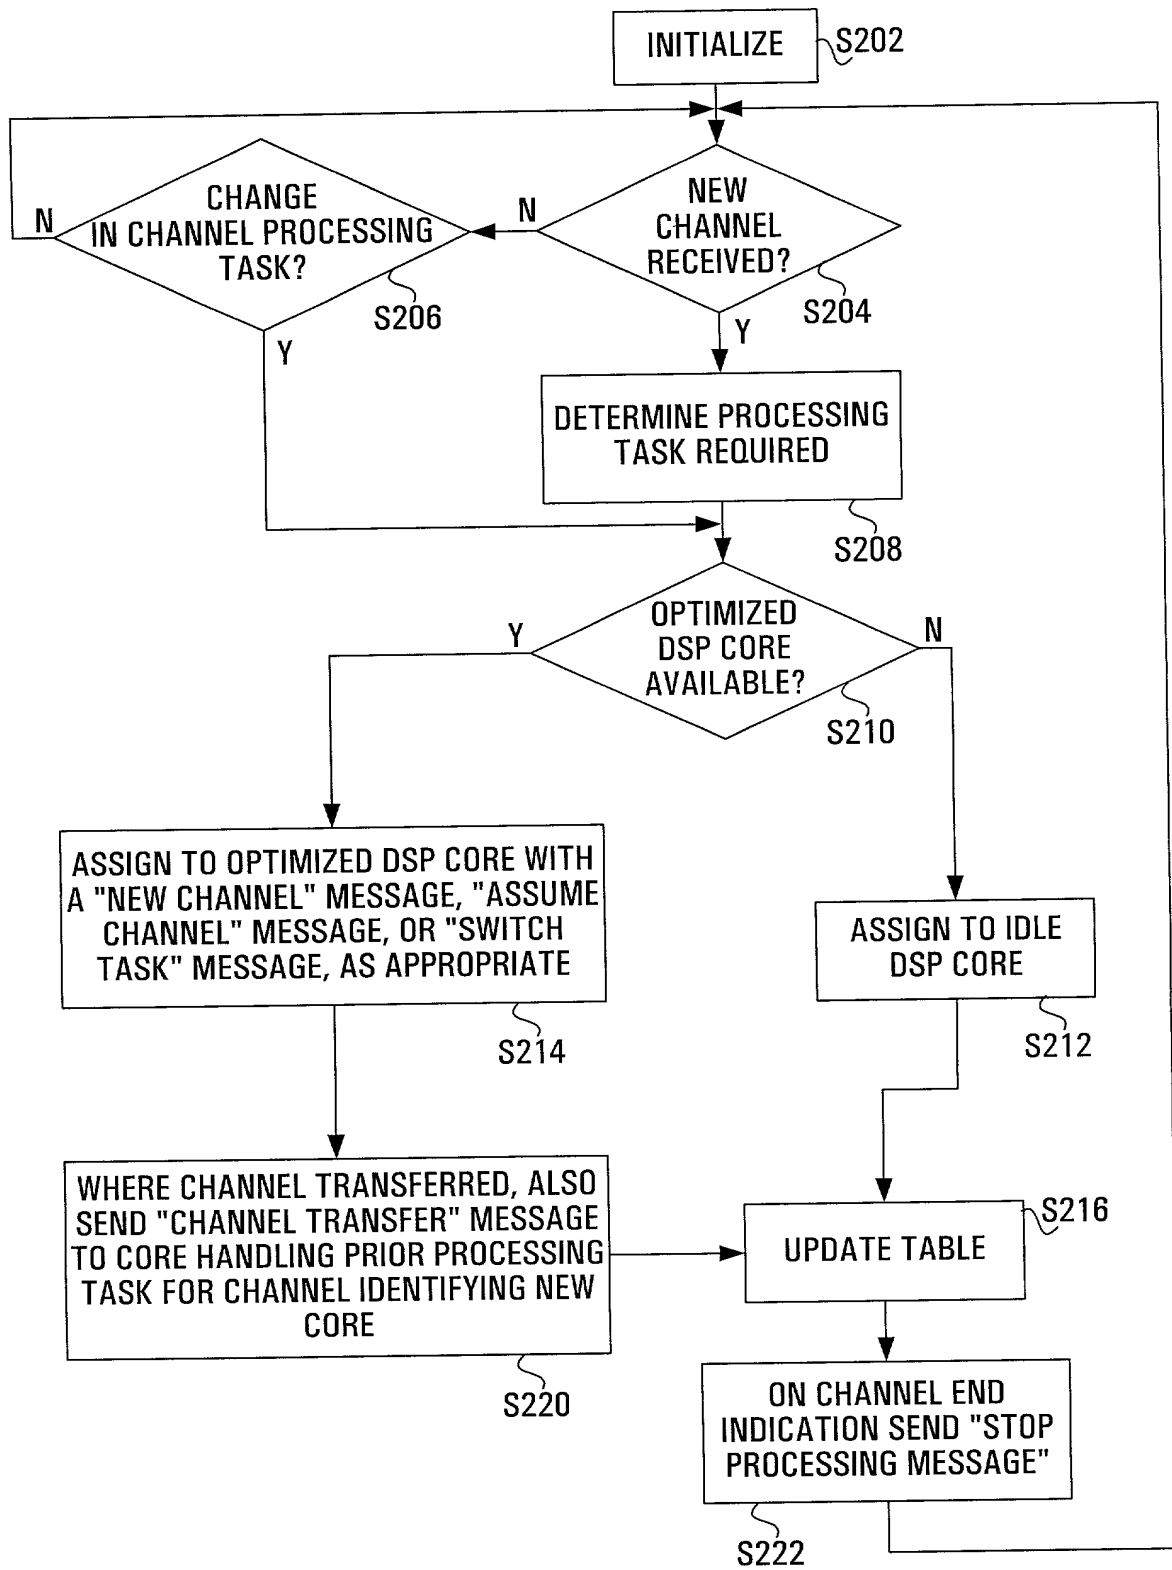 INITIALIZE
S202
NEW
CHANNEL
RECEIVED?
S204
N
Y
CHANGE
IN CHANNEL PROCESSING
TASK?
S206
N
Y
DETERMINE PROCESSING
TASK REQUIRED
S208
OPTIMIZED
DSP CORE
AVAILABLE?
S210
Y
N
ASSIGN TO OPTIMIZED DSP CORE WITH
A "NEW CHANNEL" MESSAGE, "ASSUME
CHANNEL" MESSAGE, OR "SWITCH
TASK" MESSAGE, AS APPROPRIATE
S214
ASSIGN TO IDLE
DSP CORE
S212
WHERE CHANNEL TRANSFERRED, ALSO
SEND "CHANNEL TRANSFER" MESSAGE
TO CORE HANDLING PRIOR PROCESSING
TASK FOR CHANNEL IDENTIFYING NEW
CORE
S220
UPDATE TABLE
S216
ON CHANNEL END
INDICATION SEND "STOP
PROCESSING MESSAGE"
S222